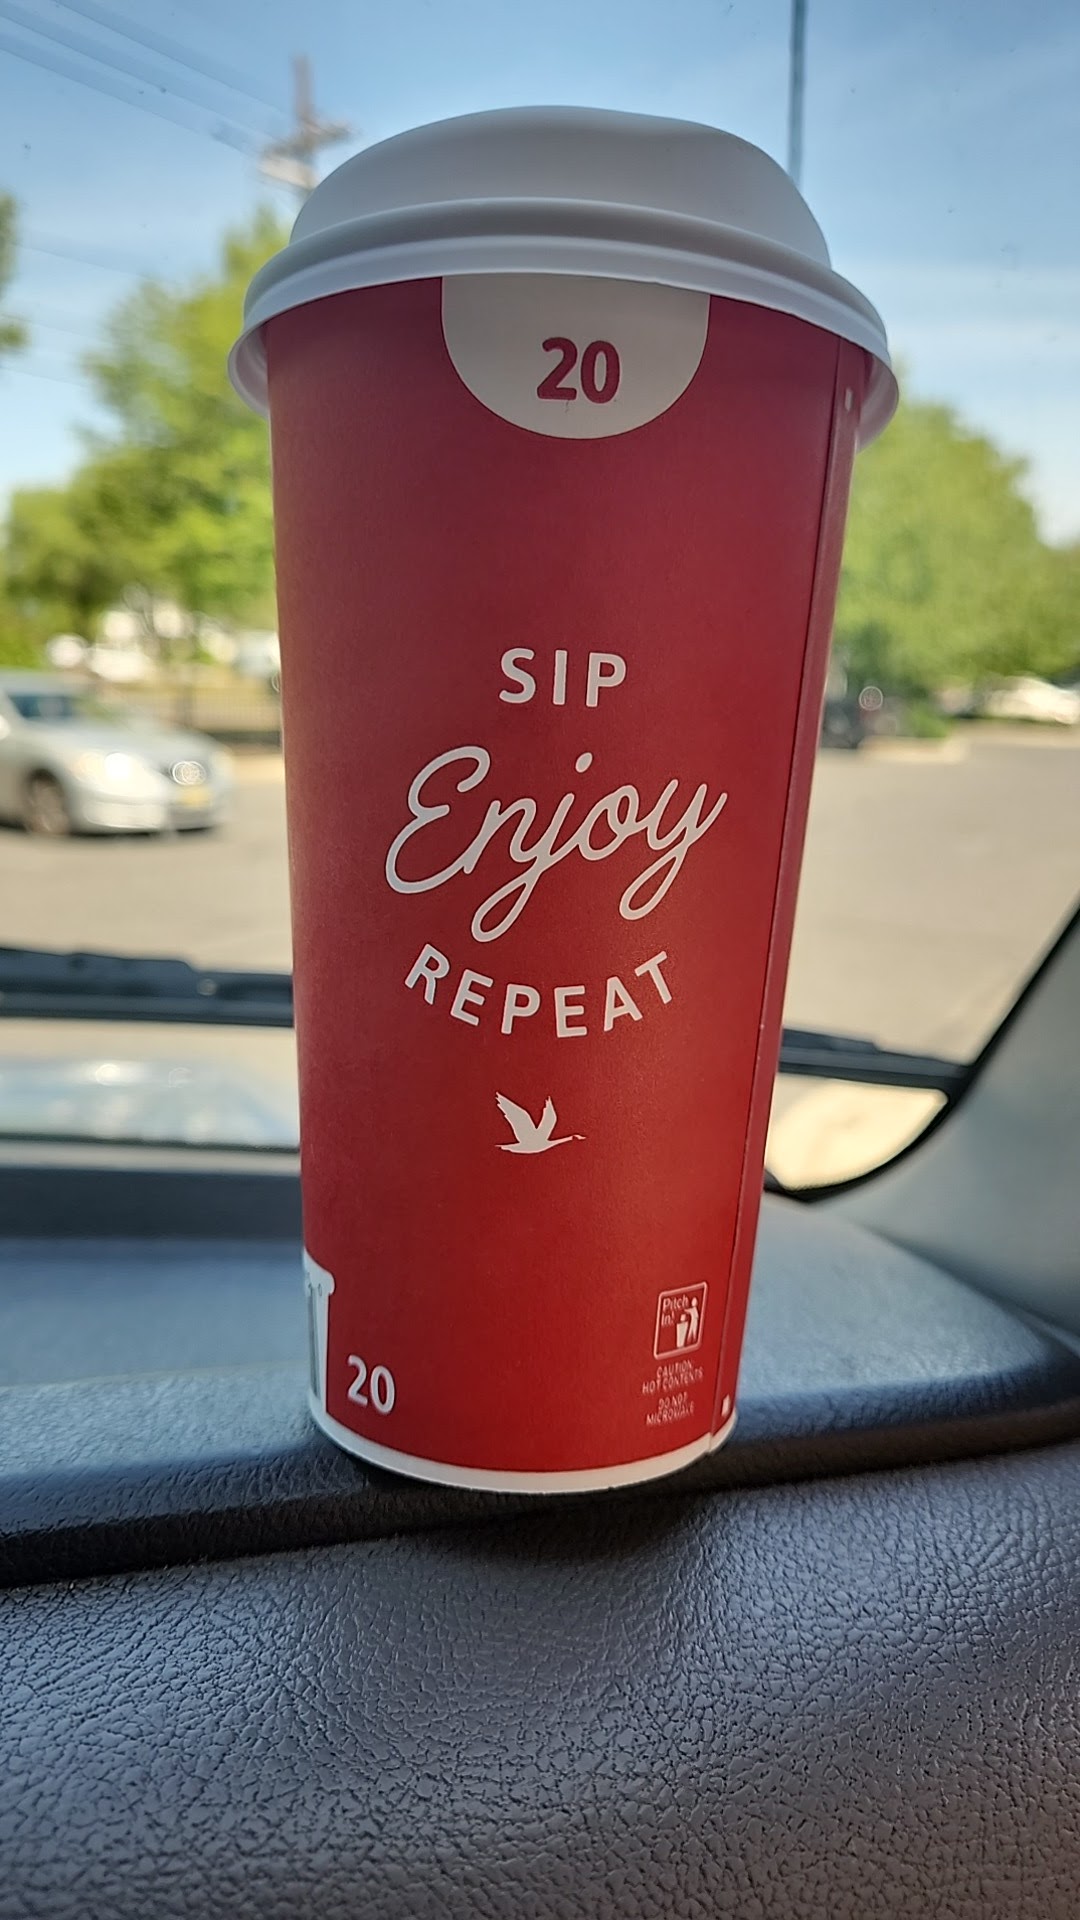 20
SIP
Enjoy
REPEAT
20
Pitch
In!
CAUTION
HOT CONTENTS
DO NOT
MICROWAVE